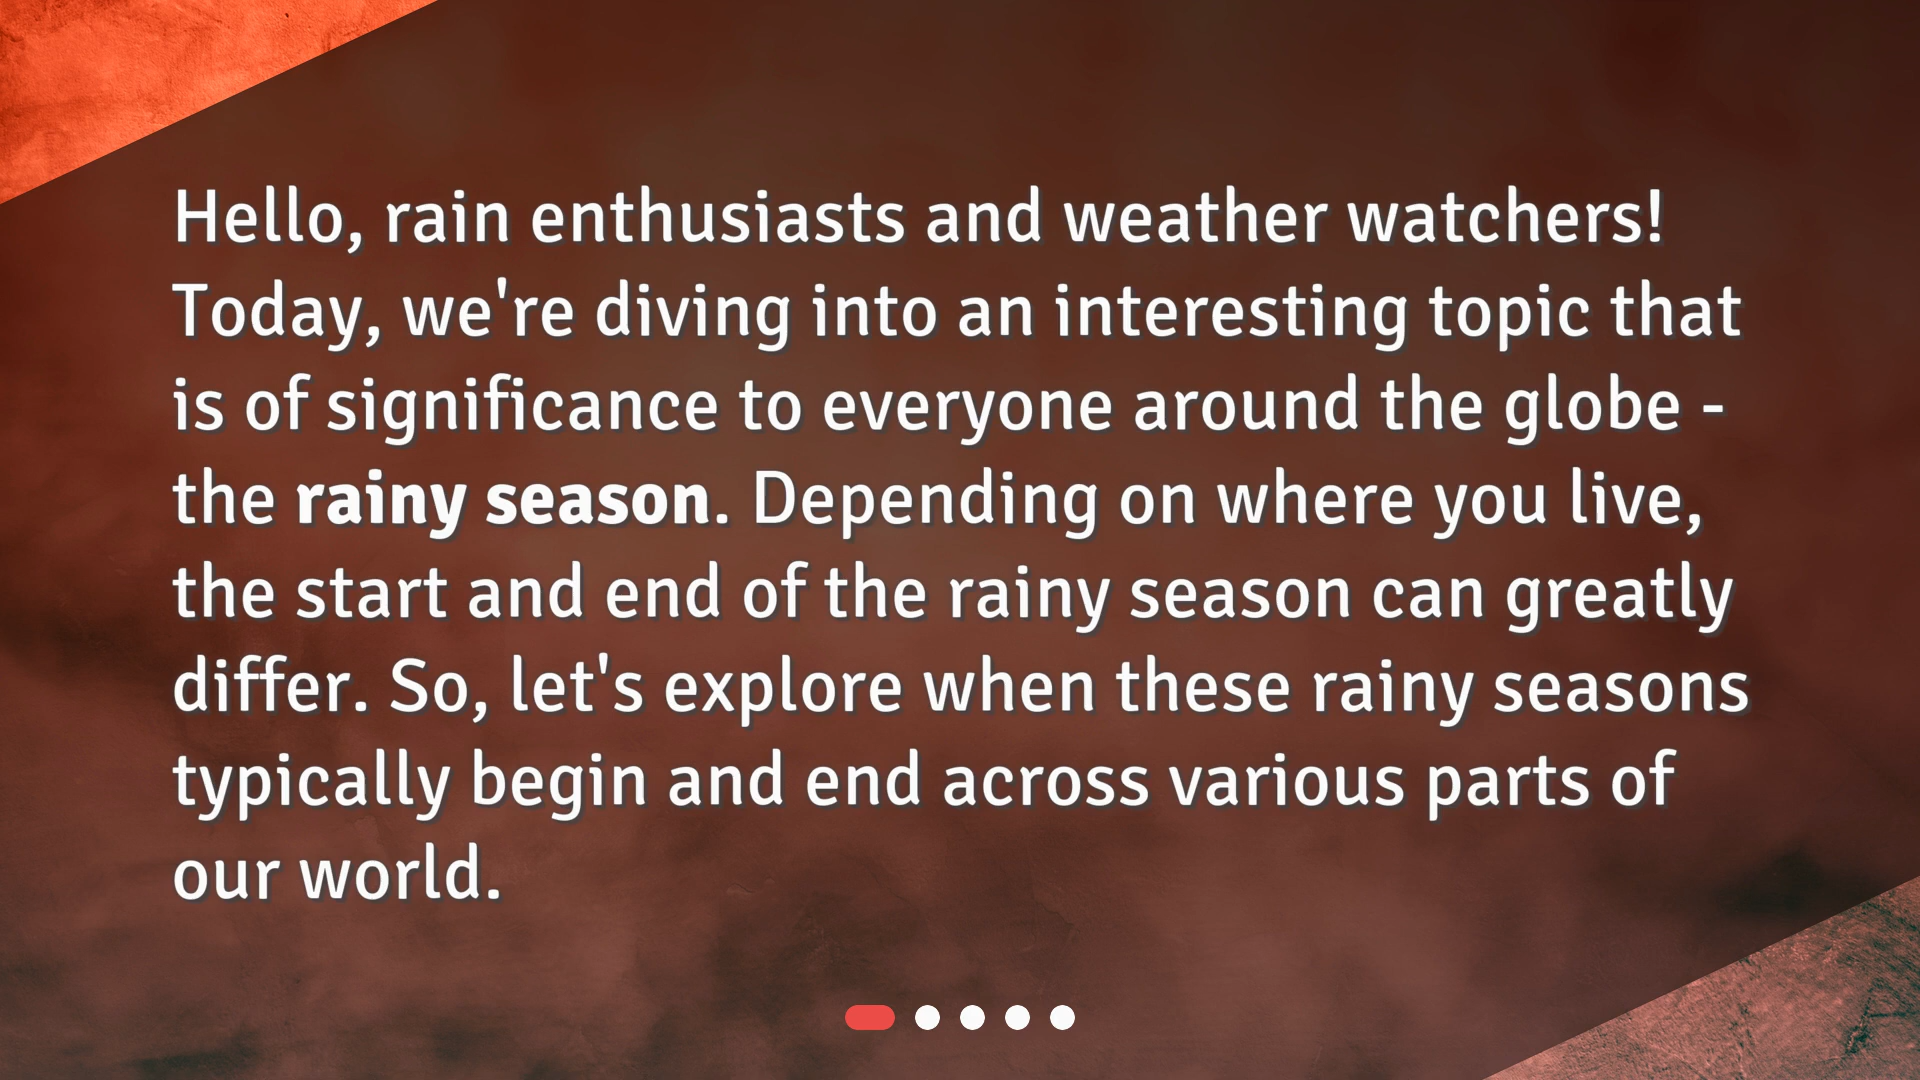 Hello, rain enthusiasts and weather watchers!
Today, we're diving into an interesting topic that
is of significance to everyone around the globe -
the rainy season. Depending on where you live,
the start and end of the rainy season can greatly
differ. So, let's explore when these rainy seasons
typically begin and end across various parts of
our world.